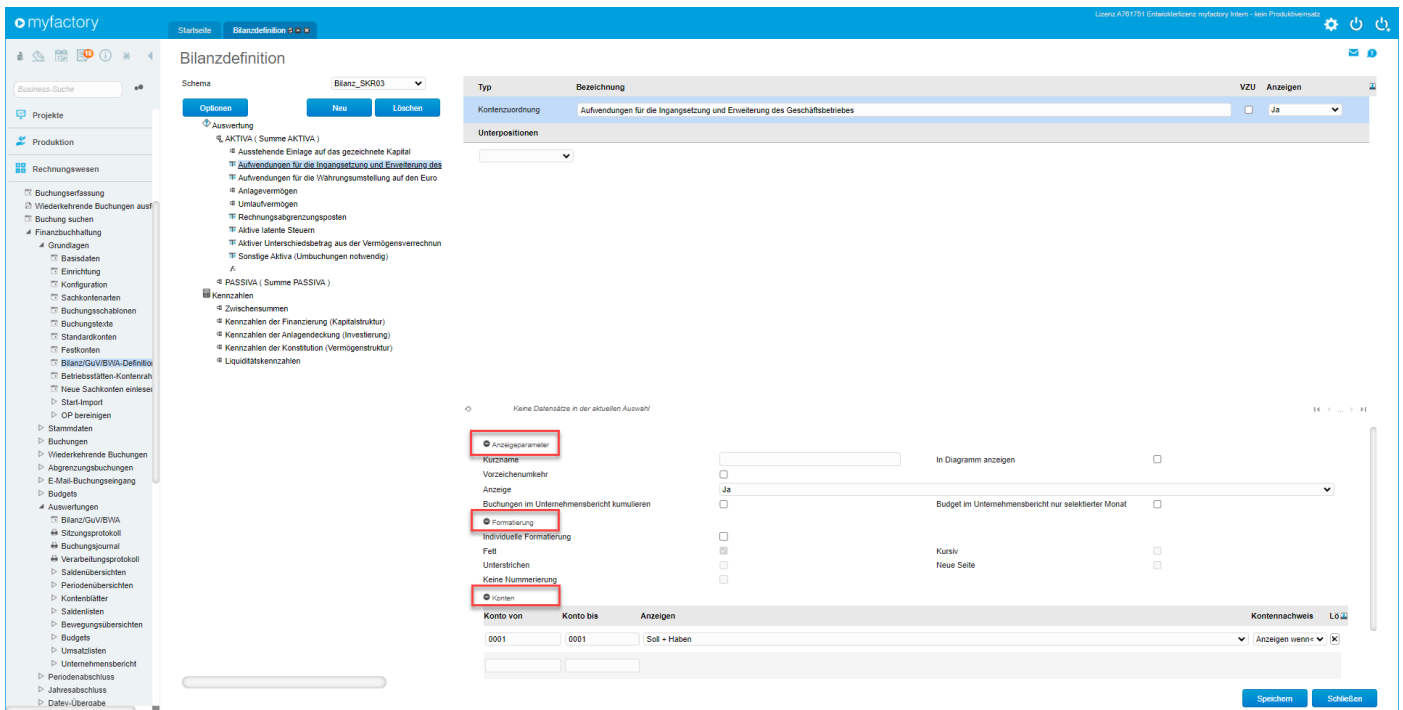 Lizenz A781751 Entwicklerlizenz myfactory Intern - kein Produktiveinsatz
myfactory
Startseite
Bilanzdefinition
Bilanzdefinition
Business-Suche
Projekte
Produktion
Rechnungswesen
Buchungserfassung
Wiederkehrende Buchungen ausf
Buchung suchen
Finanzbuchhaltung
Grundlagen
Basisdaten
Einrichtung
Konfiguration
Sachkontenarten
Buchungsschablonen
Buchungstexte
Standardkonten
Festkonten
Bilanz/GuV/BWA-Definition
Betriebsstätten-Kontenrah
Neue Sachkonten einlesen
Start-Import
OP bereinigen
Stammdaten
Buchungen
Wiederkehrende Buchungen
Abgrenzungsbuchungen
E-Mail-Buchungseingang
Budgets
Auswertungen
Bilanz/GuV/BWA
Sitzungsprotokoll
Buchungsjournal
Verarbeitungsprotokoll
Saldenübersichten
Periodenübersichten
Kontenblätter
Saldenlisten
Bewegungsübersichten
Budgets
Umsatzlisten
Unternehmensbericht
Periodenabschluss
Jahresabschluss
Datev-Übergabe
Schema Bilanz_SKR03
Optionen Neu Löschen
Auswertung
AKTIVA ( Summe AKTIVA )
Ausstehende Einlage auf das gezeichnete Kapital
Aufwendungen für die Ingangsetzung und Erweiterung des
Aufwendungen für die Währungsumstellung auf den Euro
Anlagevermögen
Umlaufvermögen
Rechnungsabgrenzungsposten
Aktive latente Steuern
Aktiver Unterschiedsbetrag aus der Vermögensverrechnun
Sonstige Aktiva (Umbuchungen notwendig)
PASSIVA ( Summe PASSIVA )
Kennzahlen
Zwischensummen
Kennzahlen der Finanzierung (Kapitalstruktur)
Kennzahlen der Anlagendeckung (Investierung)
Kennzahlen der Konstitution (Vermögenstruktur)
Liquiditätskennzahlen
Typ Bezeichnung VZU Anzeigen
Kontenzuordnung Aufwendungen für die Ingangsetzung und Erweiterung des Geschäftsbetriebes Ja
Unterpositionen
Keine Datensätze in der aktuellen Auswahl
Anzeigeparameter
Kurzname In Diagramm anzeigen
Vorzeichenumkehr
Anzeige Ja
Buchungen im Unternehmensbericht kumulieren Budget im Unternehmensbericht nur selektierter Monat
Formatierung
Individuelle Formatierung
Fett Kursiv
Unterstrichen Neue Seite
Keine Nummerierung
Konten
Konto von Konto bis Anzeigen Kontennachweis Lö
0001 0001 Soll + Haben Anzeigen wenn<
Speichern Schließen